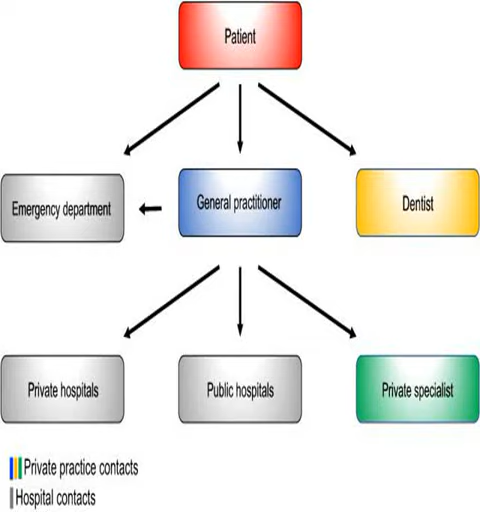 Patient
Emergency department
General practitioner
Dentist
Private hospitals
Public hospitals
Private specialist
Private practice contacts
Hospital contacts